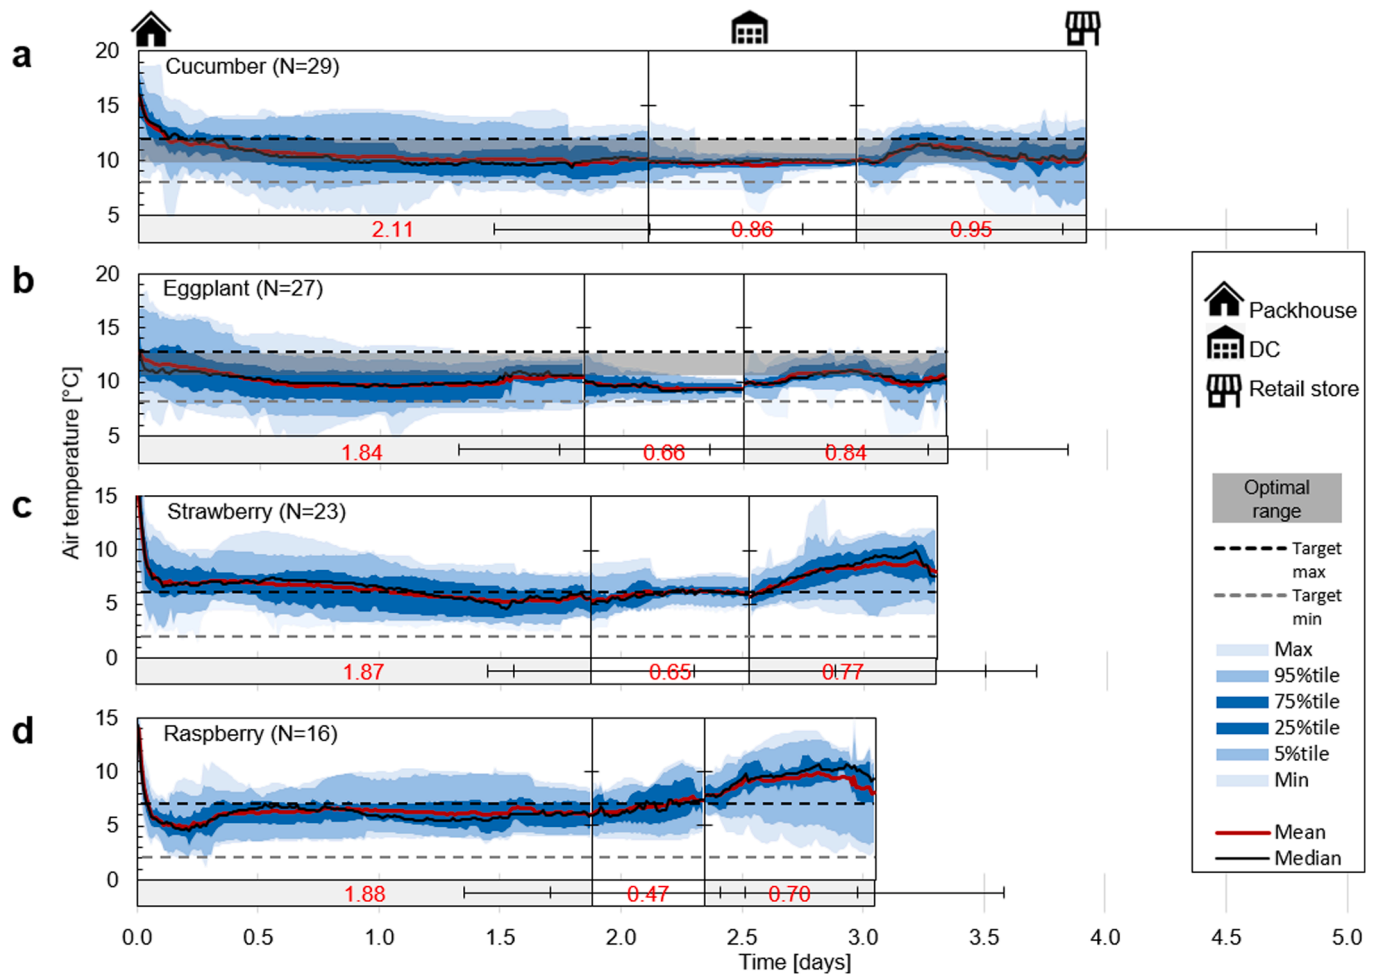 a
20
Cucumber (N=29)
15
10
5
2.11
0.86
0.95
b
20
Eggplant (N=27)
15
10
5
1.84
0.66
0.84
c
15
Strawberry (N=23)
10
5
0
1.87
0.65
0.77
d
15
Raspberry (N=16)
10
5
0
1.88
0.47
0.70
Air temperature [°C]
0.0 0.5 1.0 1.5 2.0 2.5 3.0 3.5 4.0 4.5 5.0
Time [days]
Packhouse
DC
Retail store
Optimal
range
Target
max
Target
min
Max
95%tile
75%tile
25%tile
5%tile
Min
Mean
Median